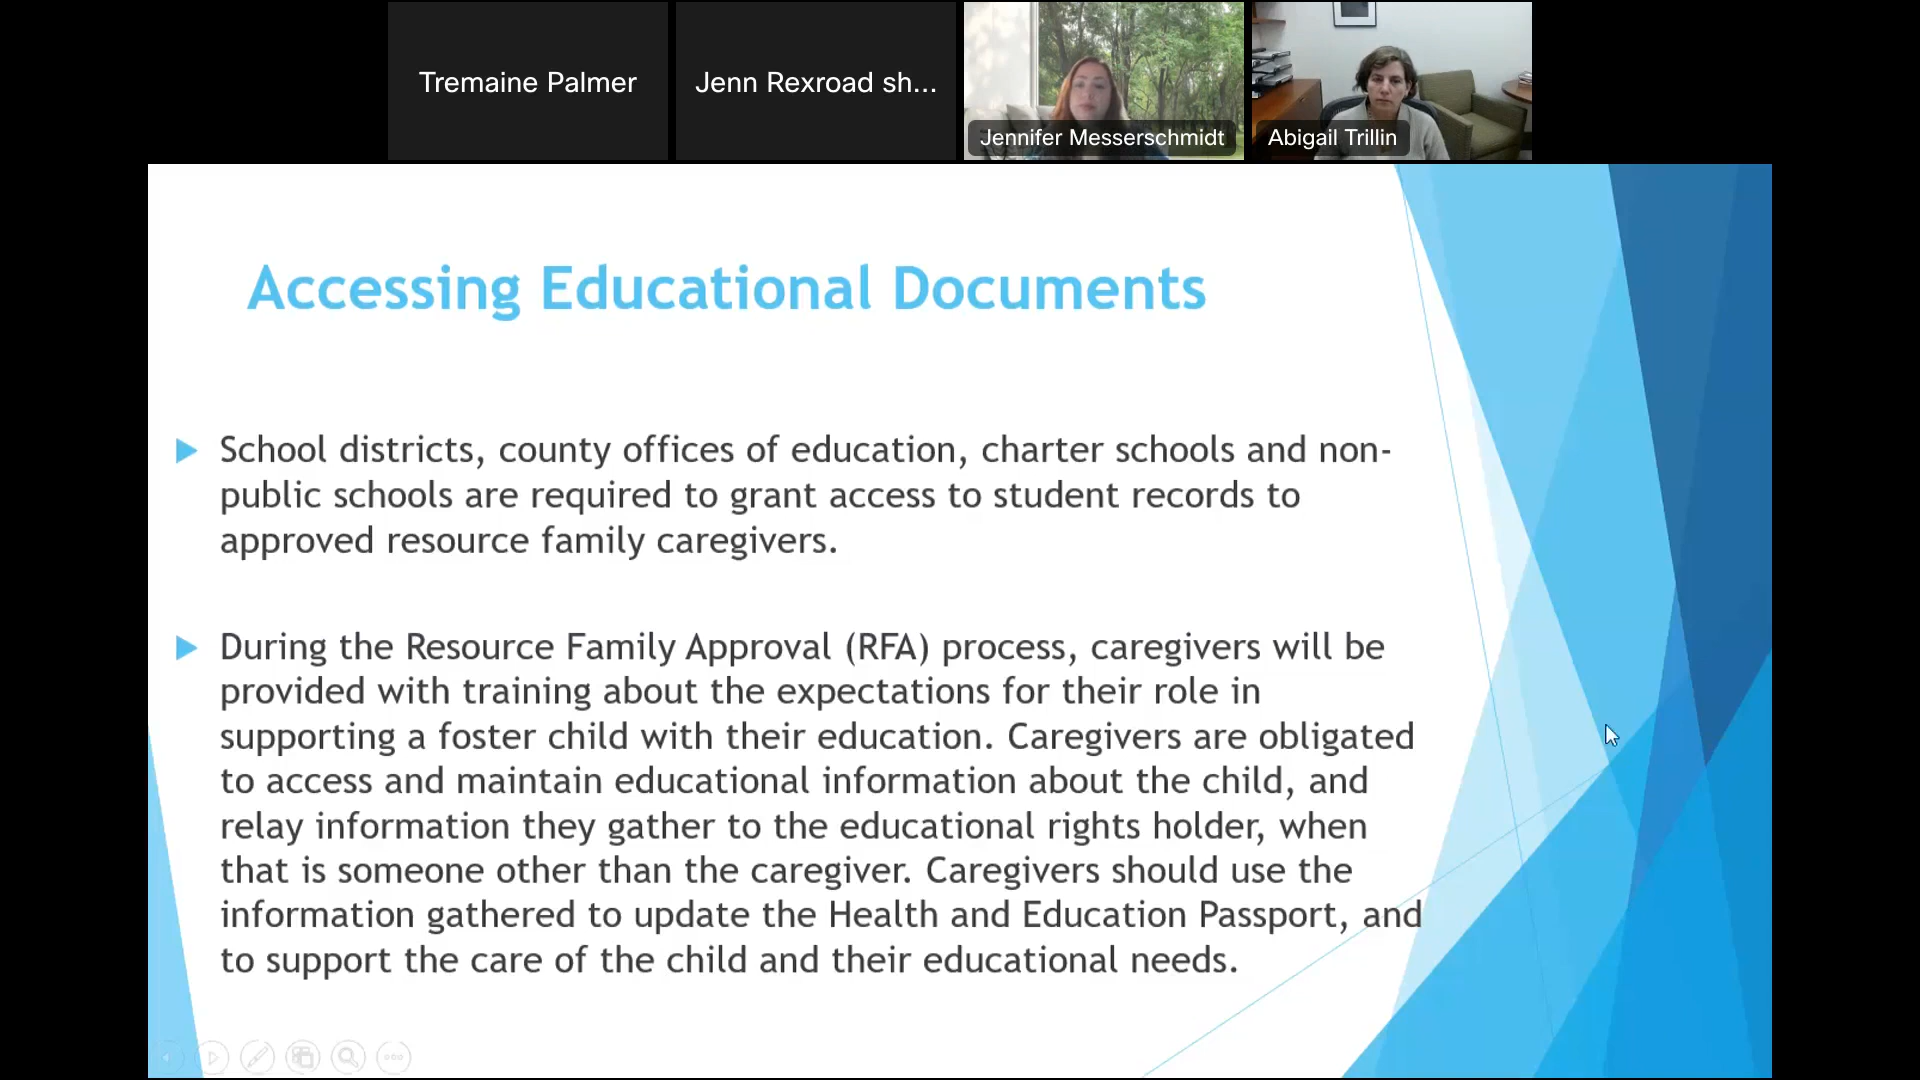 Tremaine Palmer
Jenn Rexroad sh...
Jennifer Messerschmidt
Abigail Trillin
Accessing Educational Documents
School districts, county offices of education, charter schools and non-
public schools are required to grant access to student records to
approved resource family caregivers.
During the Resource Family Approval (RFA) process, caregivers will be
provided with training about the expectations for their role in
supporting a foster child with their education. Caregivers are obligated
to access and maintain educational information about the child, and
relay information they gather to the educational rights holder, when
that is someone other than the caregiver. Caregivers should use the
information gathered to update the Health and Education Passport, and
to support the care of the child and their educational needs.